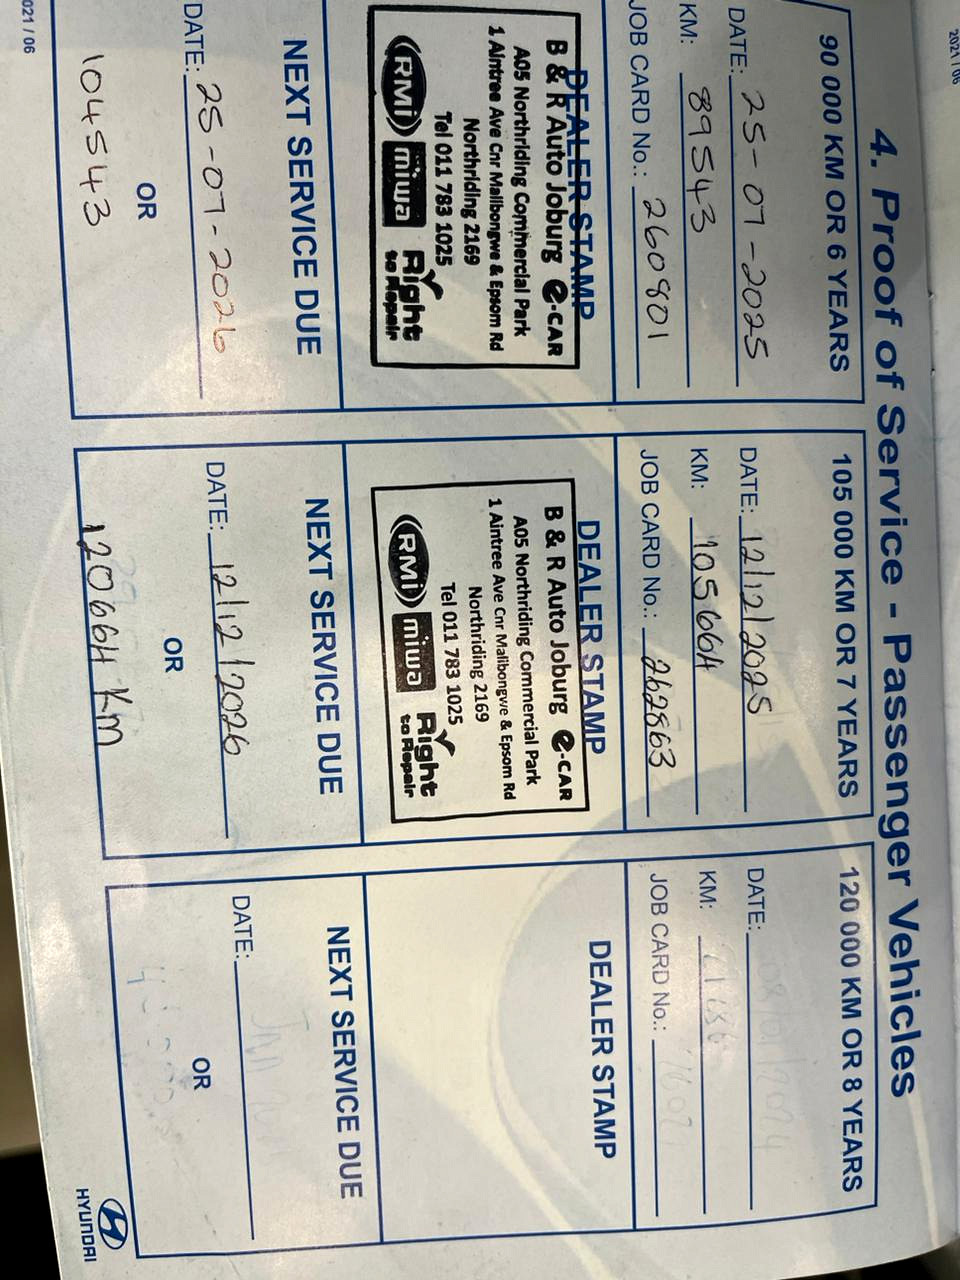 2021 / 06
4. Proof of Service - Passenger Vehicles
90 000 KM OR 6 YEARS
DATE: 25-07-2025
KM: 89543
JOB CARD No.: 260801
DEALER STAMP
B & R Auto Joburg e-CAR
A05 Northriding Commercial Park
1 Aintree Ave Cnr Malibongwe & Epsom Rd
Northriding 2169
Tel 011 783 1025
RMi miwa Right to Repair
NEXT SERVICE DUE
DATE: 25-07-2026
OR
104543
105 000 KM OR 7 YEARS
DATE: 12/12/2025
KM: 105664
JOB CARD No.: 262863
DEALER STAMP
B & R Auto Joburg e-CAR
A05 Northriding Commercial Park
1 Aintree Ave Cnr Malibongwe & Epsom Rd
Northriding 2169
Tel 011 783 1025
RMi miwa Right to Repair
NEXT SERVICE DUE
DATE: 12/12/2026
OR
120664 Km
120 000 KM OR 8 YEARS
DATE:
KM:
JOB CARD No.:
DEALER STAMP
NEXT SERVICE DUE
DATE:
OR
HYUNDAI
021 / 06